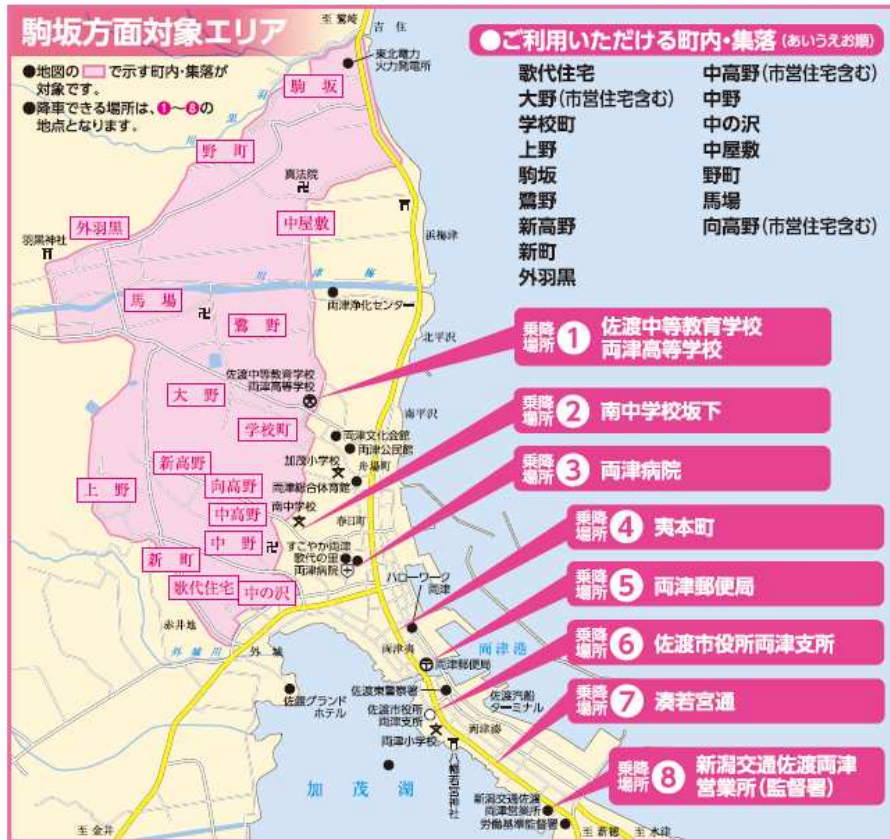 駒坂方面対象エリア
●地図の で示す町内・集落が
対象です。
●降車できる場所は、❶〜❽の
地点となります。
●ご利用いただける町内・集落(あいうえお順)
歌代住宅
大野(市営住宅含む)
学校町
上野
駒坂
鷺野
新高野
新町
外羽黒
中高野(市営住宅含む)
中野
中の沢
中屋敷
野町
馬場
向高野(市営住宅含む)
乗降場所 1 佐渡中等教育学校
両津高等学校
乗降場所 2 南中学校坂下
乗降場所 3 両津病院
乗降場所 4 夷本町
乗降場所 5 両津郵便局
乗降場所 6 佐渡市役所両津支所
乗降場所 7 湊若宮通
乗降場所 8 新潟交通佐渡両津
営業所(監督署)
至 鷲崎
吉住
東北電力
火力発電所
駒坂
羽黒川
野町
真法院
中屋敷
外羽黒
羽黒神社
浜梅津
梅津川
馬場
両津浄化センター
鷺野
北平沢
佐渡中等教育学校
両津高等学校
大野
南平沢
学校町
両津文化会館
両津公民館
加茂小学校
舟場町
新高野
向高野
両津総合体育館
上野
中高野
南中学校
春日町
中野
すこやか両津
歌代の里
両津病院
新町
ハローワーク
両津
歌代住宅
中の沢
赤井地
外城川
外城
両津夷
両津港
両津郵便局
佐渡東警察署
佐渡汽船
ターミナル
佐渡グランド
ホテル
佐渡市役所
両津支所
両津湊
両津小学校
八幡若宮神社
加茂湖
新潟交通佐渡
両津営業所
労働基準監督署
至 金井
至 新穂
至 水津